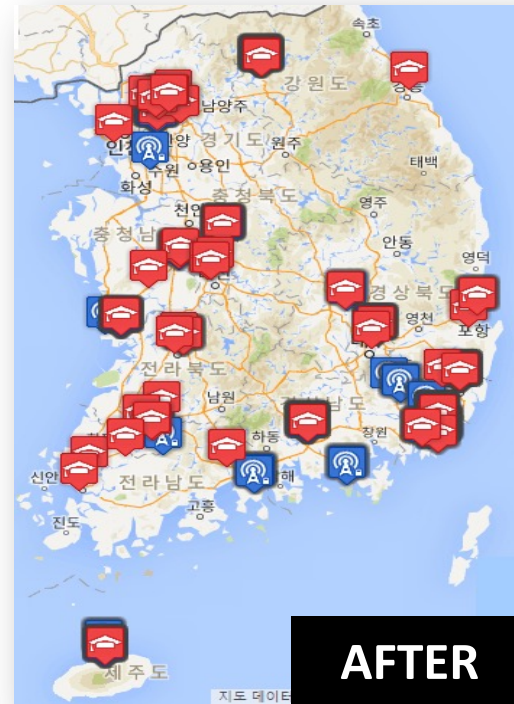 속초
강원도
남양주
경기도
원주
용인
수원
화성
태백
충청북도
영주
천안
충청남
안동
영덕
경상북도
영천
포항
전라북도
남원
하동
창원
신안
전라남도
고흥
진도
제주도
지도 데이터
AFTER